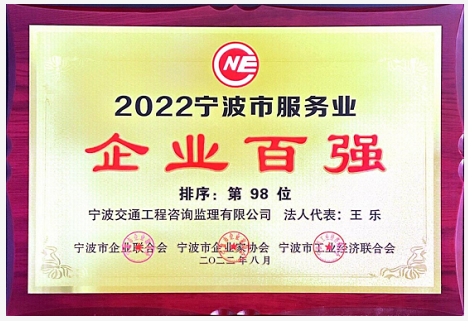 CNE
2022宁波市服务业
企业百强
排序：第 98 位
宁波交通工程咨询监理有限公司 法人代表：王 乐
宁波市企业联合会 宁波市企业家协会 宁波市工业经济联合会
二〇二二年八月